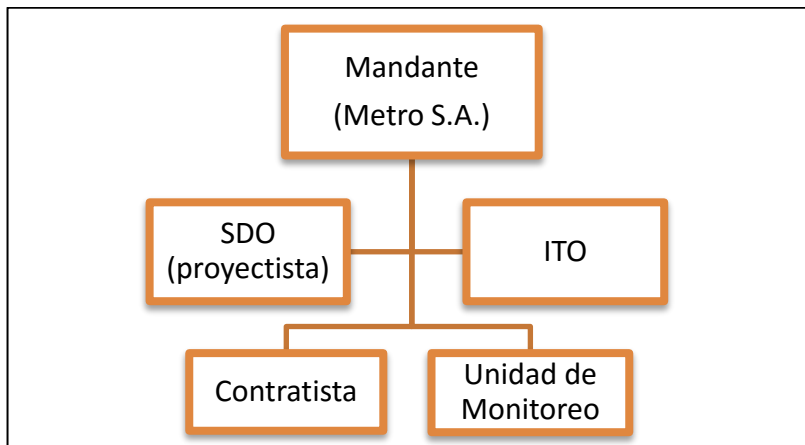 Mandante
(Metro S.A.)
SDO
(proyectista)
ITO
Contratista
Unidad de
Monitoreo